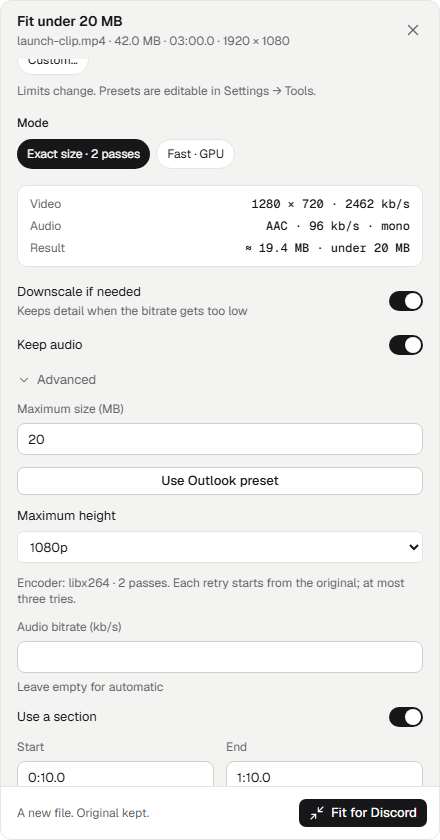 Fit under 20 MB
launch-clip.mp4 · 42.0 MB · 03:00.0 · 1920 × 1080
Custom…
Limits change. Presets are editable in Settings → Tools.
Mode
Exact size · 2 passes
Fast · GPU
Video 1280 × 720 · 2462 kb/s
Audio AAC · 96 kb/s · mono
Result ≈ 19.4 MB · under 20 MB
Downscale if needed
Keeps detail when the bitrate gets too low
Keep audio
Advanced
Maximum size (MB)
20
Use Outlook preset
Maximum height
1080p
Encoder: libx264 · 2 passes. Each retry starts from the original; at most
three tries.
Audio bitrate (kb/s)
Leave empty for automatic
Use a section
Start End
0:10.0 1:10.0
A new file. Original kept.
Fit for Discord